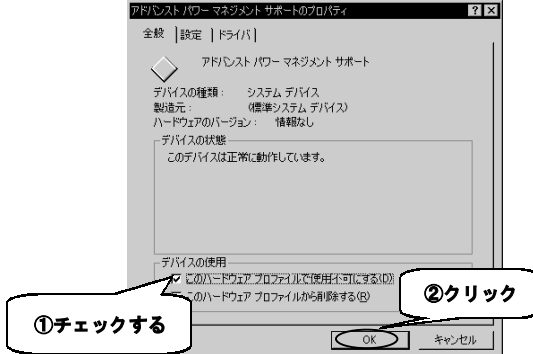 アドバンスト パワー マネジメント サポートのプロパティ
全般 設定 ドライバ
アドバンスト パワー マネジメント サポート
デバイスの種類： システム デバイス
製造元： (標準システム デバイス)
ハードウェアのバージョン： 情報なし
デバイスの状態
このデバイスは正常に動作しています。
デバイスの使用
このハードウェア プロファイルで使用不可にする(D)
このハードウェア プロファイルから削除する(R)
②クリック
①チェックする
OK キャンセル